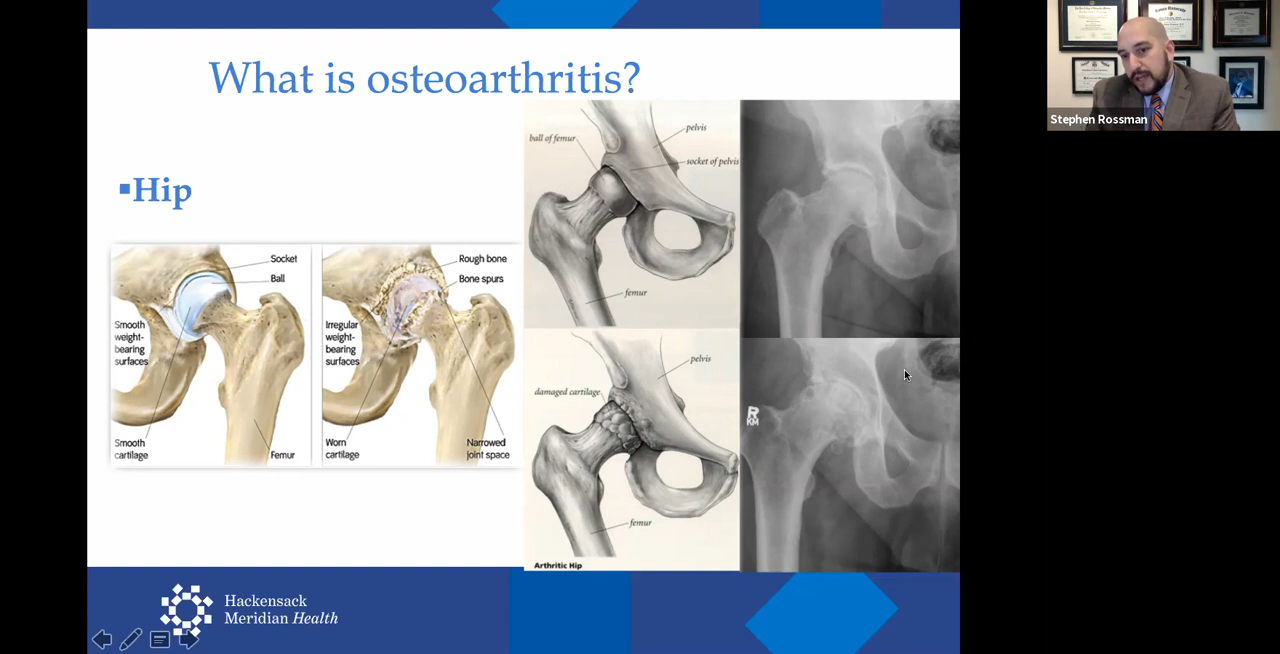 What is osteoarthritis?
▪Hip
Socket
Ball
Smooth
weight-
bearing
surfaces
Smooth
cartilage
Femur
Rough bone
Bone spurs
Irregular
weight-
bearing
surfaces
Worn
cartilage
Narrowed
joint space
ball of femur
pelvis
socket of pelvis
femur
pelvis
damaged cartilage
femur
Arthritic Hip
R
KM
Hackensack
Meridian Health
Stephen Rossman